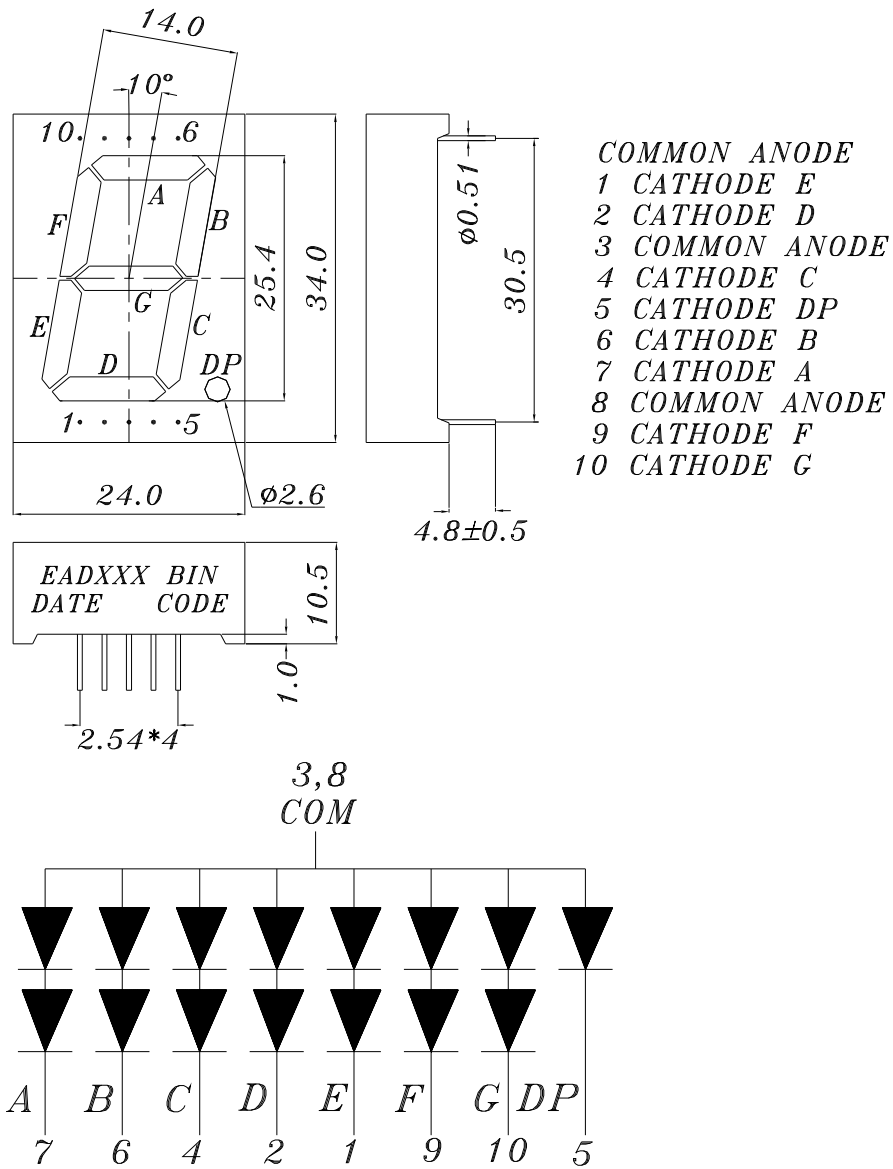 14.0
10°
10 6
A
F B
G
E C
D DP
1 5
25.4
34.0
24.0
ø2.6
ø0.51
30.5
4.8±0.5
COMMON ANODE
1 CATHODE E
2 CATHODE D
3 COMMON ANODE
4 CATHODE C
5 CATHODE DP
6 CATHODE B
7 CATHODE A
8 COMMON ANODE
9 CATHODE F
10 CATHODE G
EADXXX BIN
DATE CODE
10.5
1.0
2.54*4
3,8
COM
A B C D E F G DP
7 6 4 2 1 9 10 5